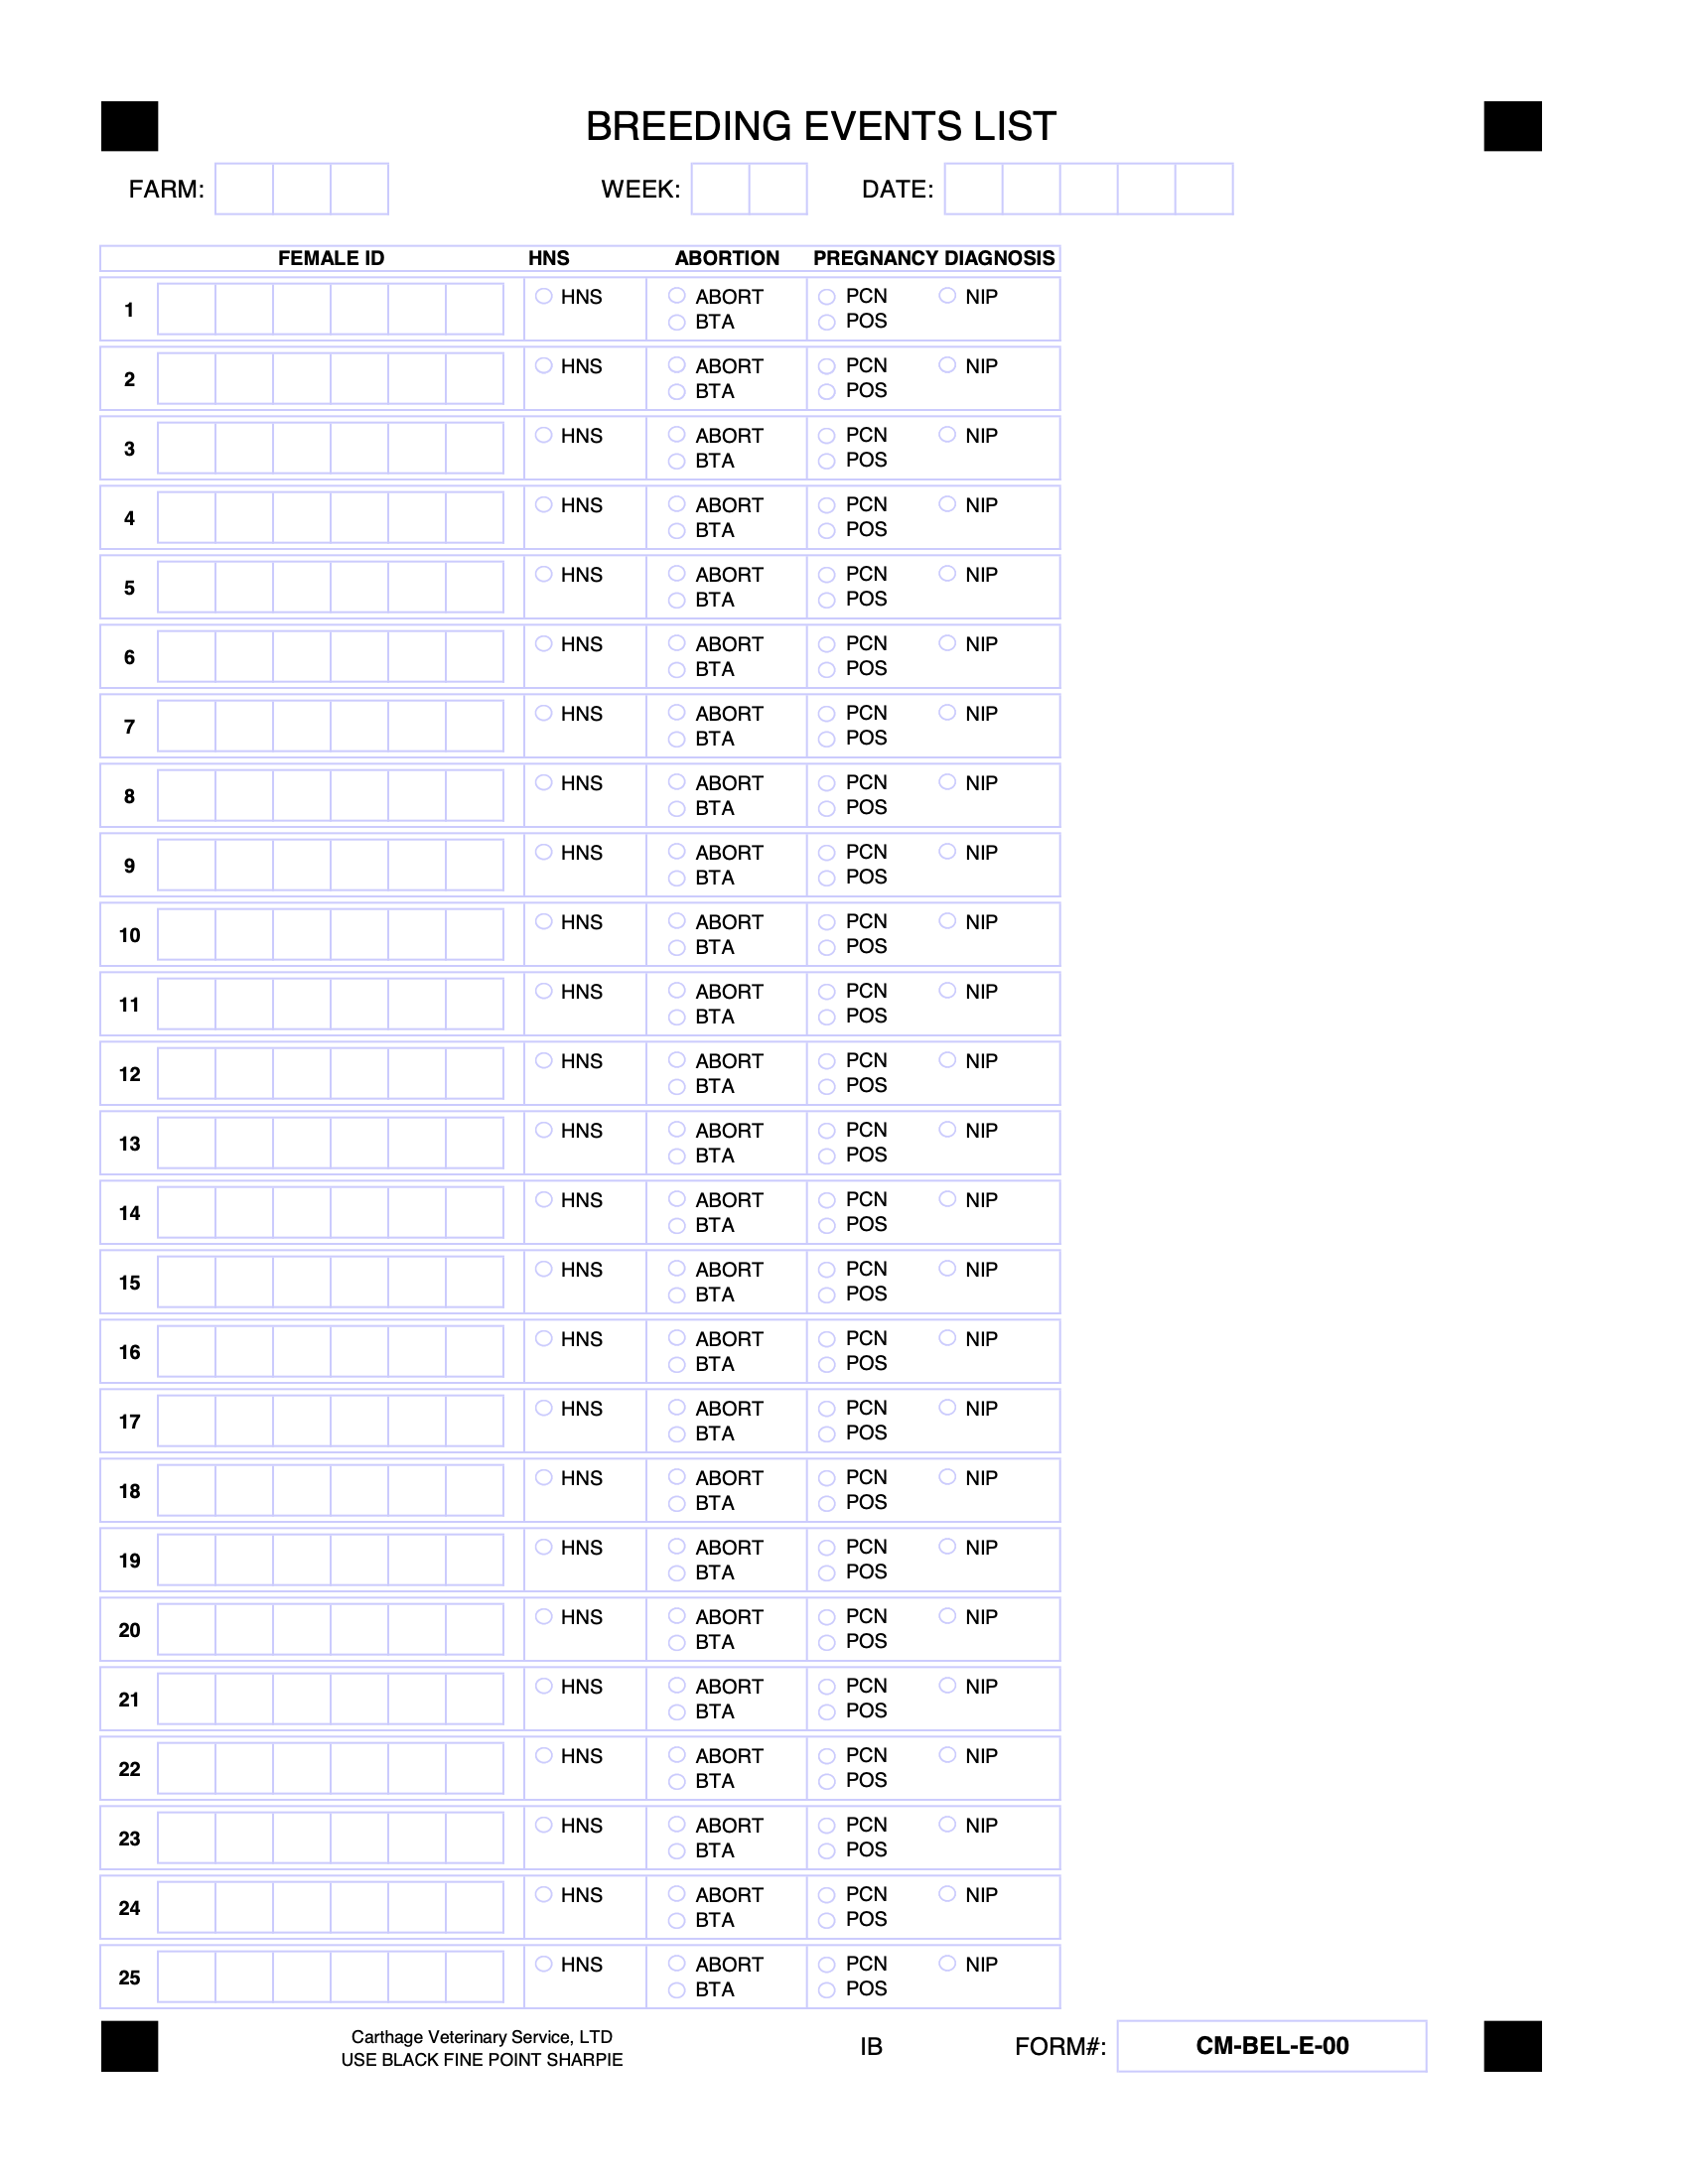 BREEDING EVENTS LIST
FARM: WEEK: DATE:
FEMALE ID HNS ABORTION PREGNANCY DIAGNOSIS
1 HNS ABORT PCN NIP
BTA POS
2 HNS ABORT PCN NIP
BTA POS
3 HNS ABORT PCN NIP
BTA POS
4 HNS ABORT PCN NIP
BTA POS
5 HNS ABORT PCN NIP
BTA POS
6 HNS ABORT PCN NIP
BTA POS
7 HNS ABORT PCN NIP
BTA POS
8 HNS ABORT PCN NIP
BTA POS
9 HNS ABORT PCN NIP
BTA POS
10 HNS ABORT PCN NIP
BTA POS
11 HNS ABORT PCN NIP
BTA POS
12 HNS ABORT PCN NIP
BTA POS
13 HNS ABORT PCN NIP
BTA POS
14 HNS ABORT PCN NIP
BTA POS
15 HNS ABORT PCN NIP
BTA POS
16 HNS ABORT PCN NIP
BTA POS
17 HNS ABORT PCN NIP
BTA POS
18 HNS ABORT PCN NIP
BTA POS
19 HNS ABORT PCN NIP
BTA POS
20 HNS ABORT PCN NIP
BTA POS
21 HNS ABORT PCN NIP
BTA POS
22 HNS ABORT PCN NIP
BTA POS
23 HNS ABORT PCN NIP
BTA POS
24 HNS ABORT PCN NIP
BTA POS
25 HNS ABORT PCN NIP
BTA POS
Carthage Veterinary Service, LTD
USE BLACK FINE POINT SHARPIE
IB FORM#: CM-BEL-E-00